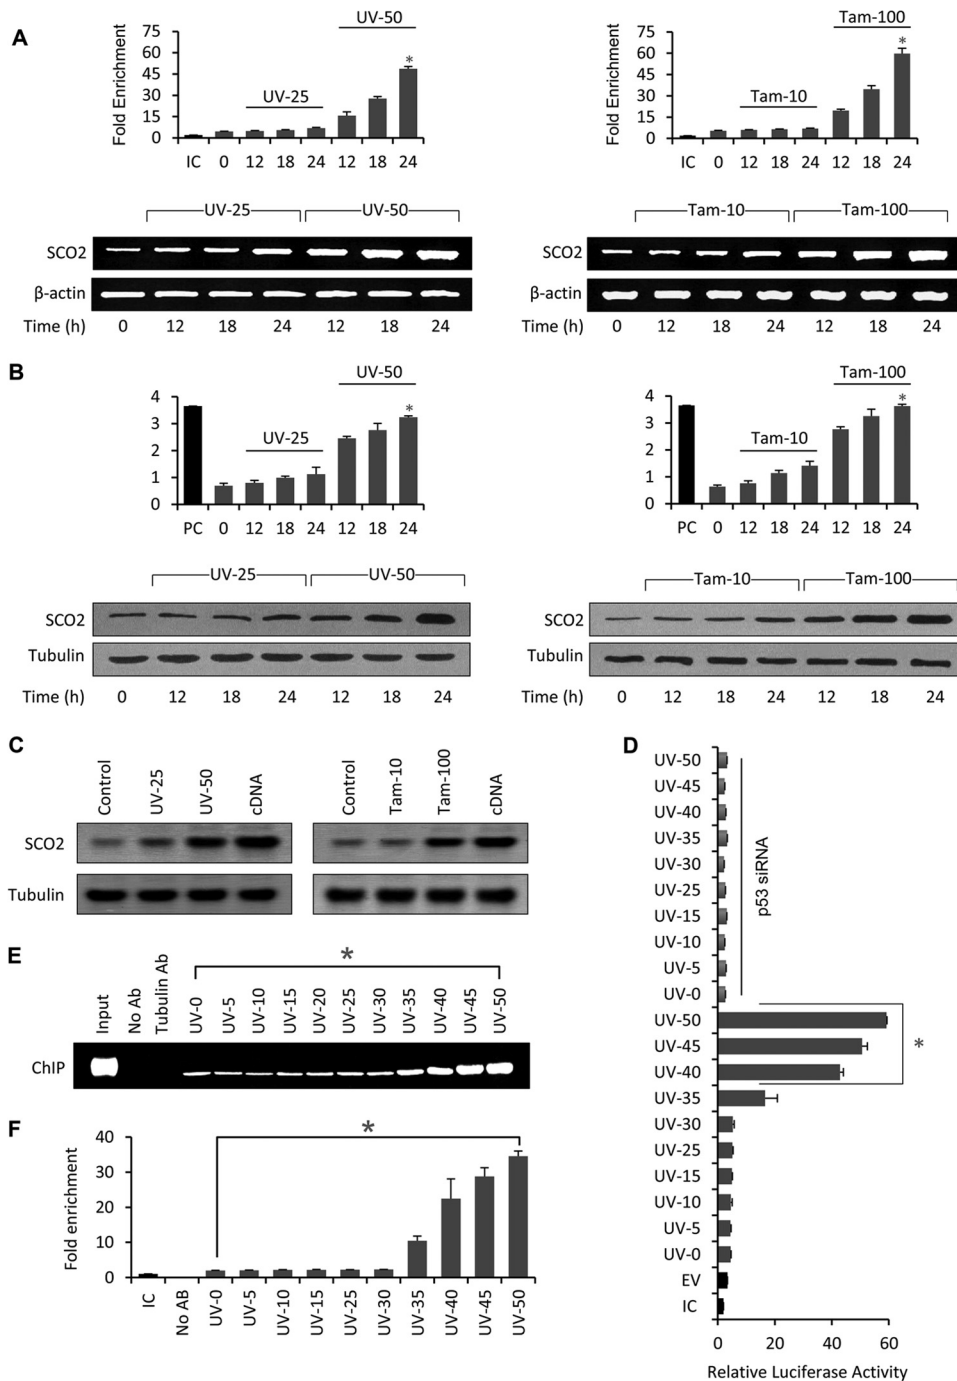 A
UV-50
Fold Enrichment
75
60
45
30
15
0
*
UV-25
IC 0 12 18 24 12 18 24
Tam-100
Fold Enrichment
75
60
45
30
15
0
*
Tam-10
IC 0 12 18 24 12 18 24
UV-25 UV-50
SCO2
β-actin
Time (h) 0 12 18 24 12 18 24
Tam-10 Tam-100
SCO2
β-actin
Time (h) 0 12 18 24 12 18 24
B
UV-50
4
3
2
1
0
*
UV-25
PC 0 12 18 24 12 18 24
Tam-100
4
3
2
1
0
*
Tam-10
PC 0 12 18 24 12 18 24
UV-25 UV-50
SCO2
Tubulin
Time (h) 0 12 18 24 12 18 24
Tam-10 Tam-100
SCO2
Tubulin
Time (h) 0 12 18 24 12 18 24
C
Control UV-25 UV-50 cDNA
Control Tam-10 Tam-100 cDNA
SCO2
Tubulin
D
UV-50
UV-45
UV-40
UV-35
UV-30
UV-25
UV-15
UV-10
UV-5
UV-0
p53 siRNA
UV-50
UV-45
UV-40
*
UV-35
UV-30
UV-25
UV-15
UV-10
UV-5
UV-0
EV
IC
0 20 40 60
Relative Luciferase Activity
E
*
Input No Ab Tubulin Ab UV-0 UV-5 UV-10 UV-15 UV-20 UV-25 UV-30 UV-35 UV-40 UV-45 UV-50
ChIP
F
*
Fold enrichment
40
30
20
10
0
IC No AB UV-0 UV-5 UV-10 UV-15 UV-25 UV-30 UV-35 UV-40 UV-45 UV-50